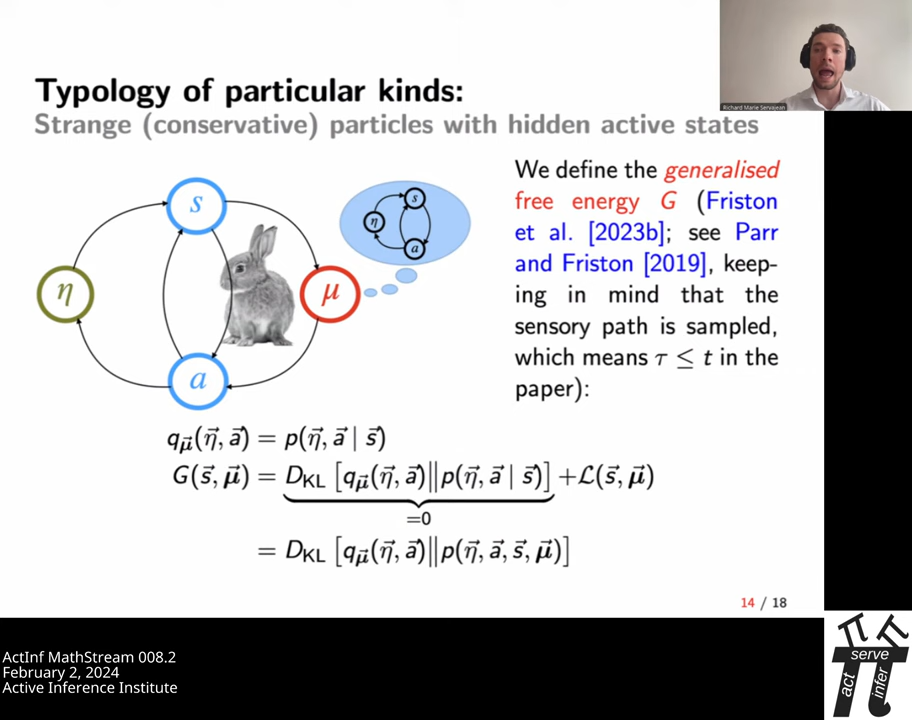 Richard Marie Servajean
Typology of particular kinds:
Strange (conservative) particles with hidden active states
s
η
μ
a
s
η
a
We define the generalised
free energy G (Friston
et al. [2023b]; see Parr
and Friston [2019], keep-
ing in mind that the
sensory path is sampled,
which means τ ≤ t in the
paper):
q_μ⃗(η⃗, a⃗) = p(η⃗, a⃗ | s⃗)
G(s⃗, μ⃗) = D_KL [q_μ⃗(η⃗, a⃗)‖p(η⃗, a⃗ | s⃗)] + ℒ(s⃗, μ⃗)
=0
= D_KL [q_μ⃗(η⃗, a⃗)‖p(η⃗, a⃗, s⃗, μ⃗)]
14 / 18
ActInf MathStream 008.2
February 2, 2024
Active Inference Institute
π π
serve
act
infer